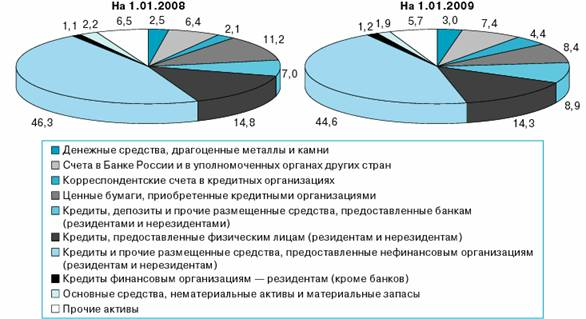 На 1.01.2008
На 1.01.2009
1,1
2,2
6,5
2,5
6,4
2,1
11,2
7,0
14,8
46,3
1,2
1,9
5,7
3,0
7,4
4,4
8,4
8,9
14,3
44,6
Денежные средства, драгоценные металлы и камни
Счета в Банке России и в уполномоченных органах других стран
Корреспондентские счета в кредитных организациях
Ценные бумаги, приобретенные кредитными организациями
Кредиты, депозиты и прочие размещенные средства, предоставленные банкам
(резидентами и нерезидентами)
Кредиты, предоставленные физическим лицам (резидентам и нерезидентам)
Кредиты и прочие размещенные средства, предоставленные нефинансовым организациям
(резидентам и нерезидентам)
Кредиты финансовым организациям — резидентам (кроме банков)
Основные средства, нематериальные активы и материальные запасы
Прочие активы